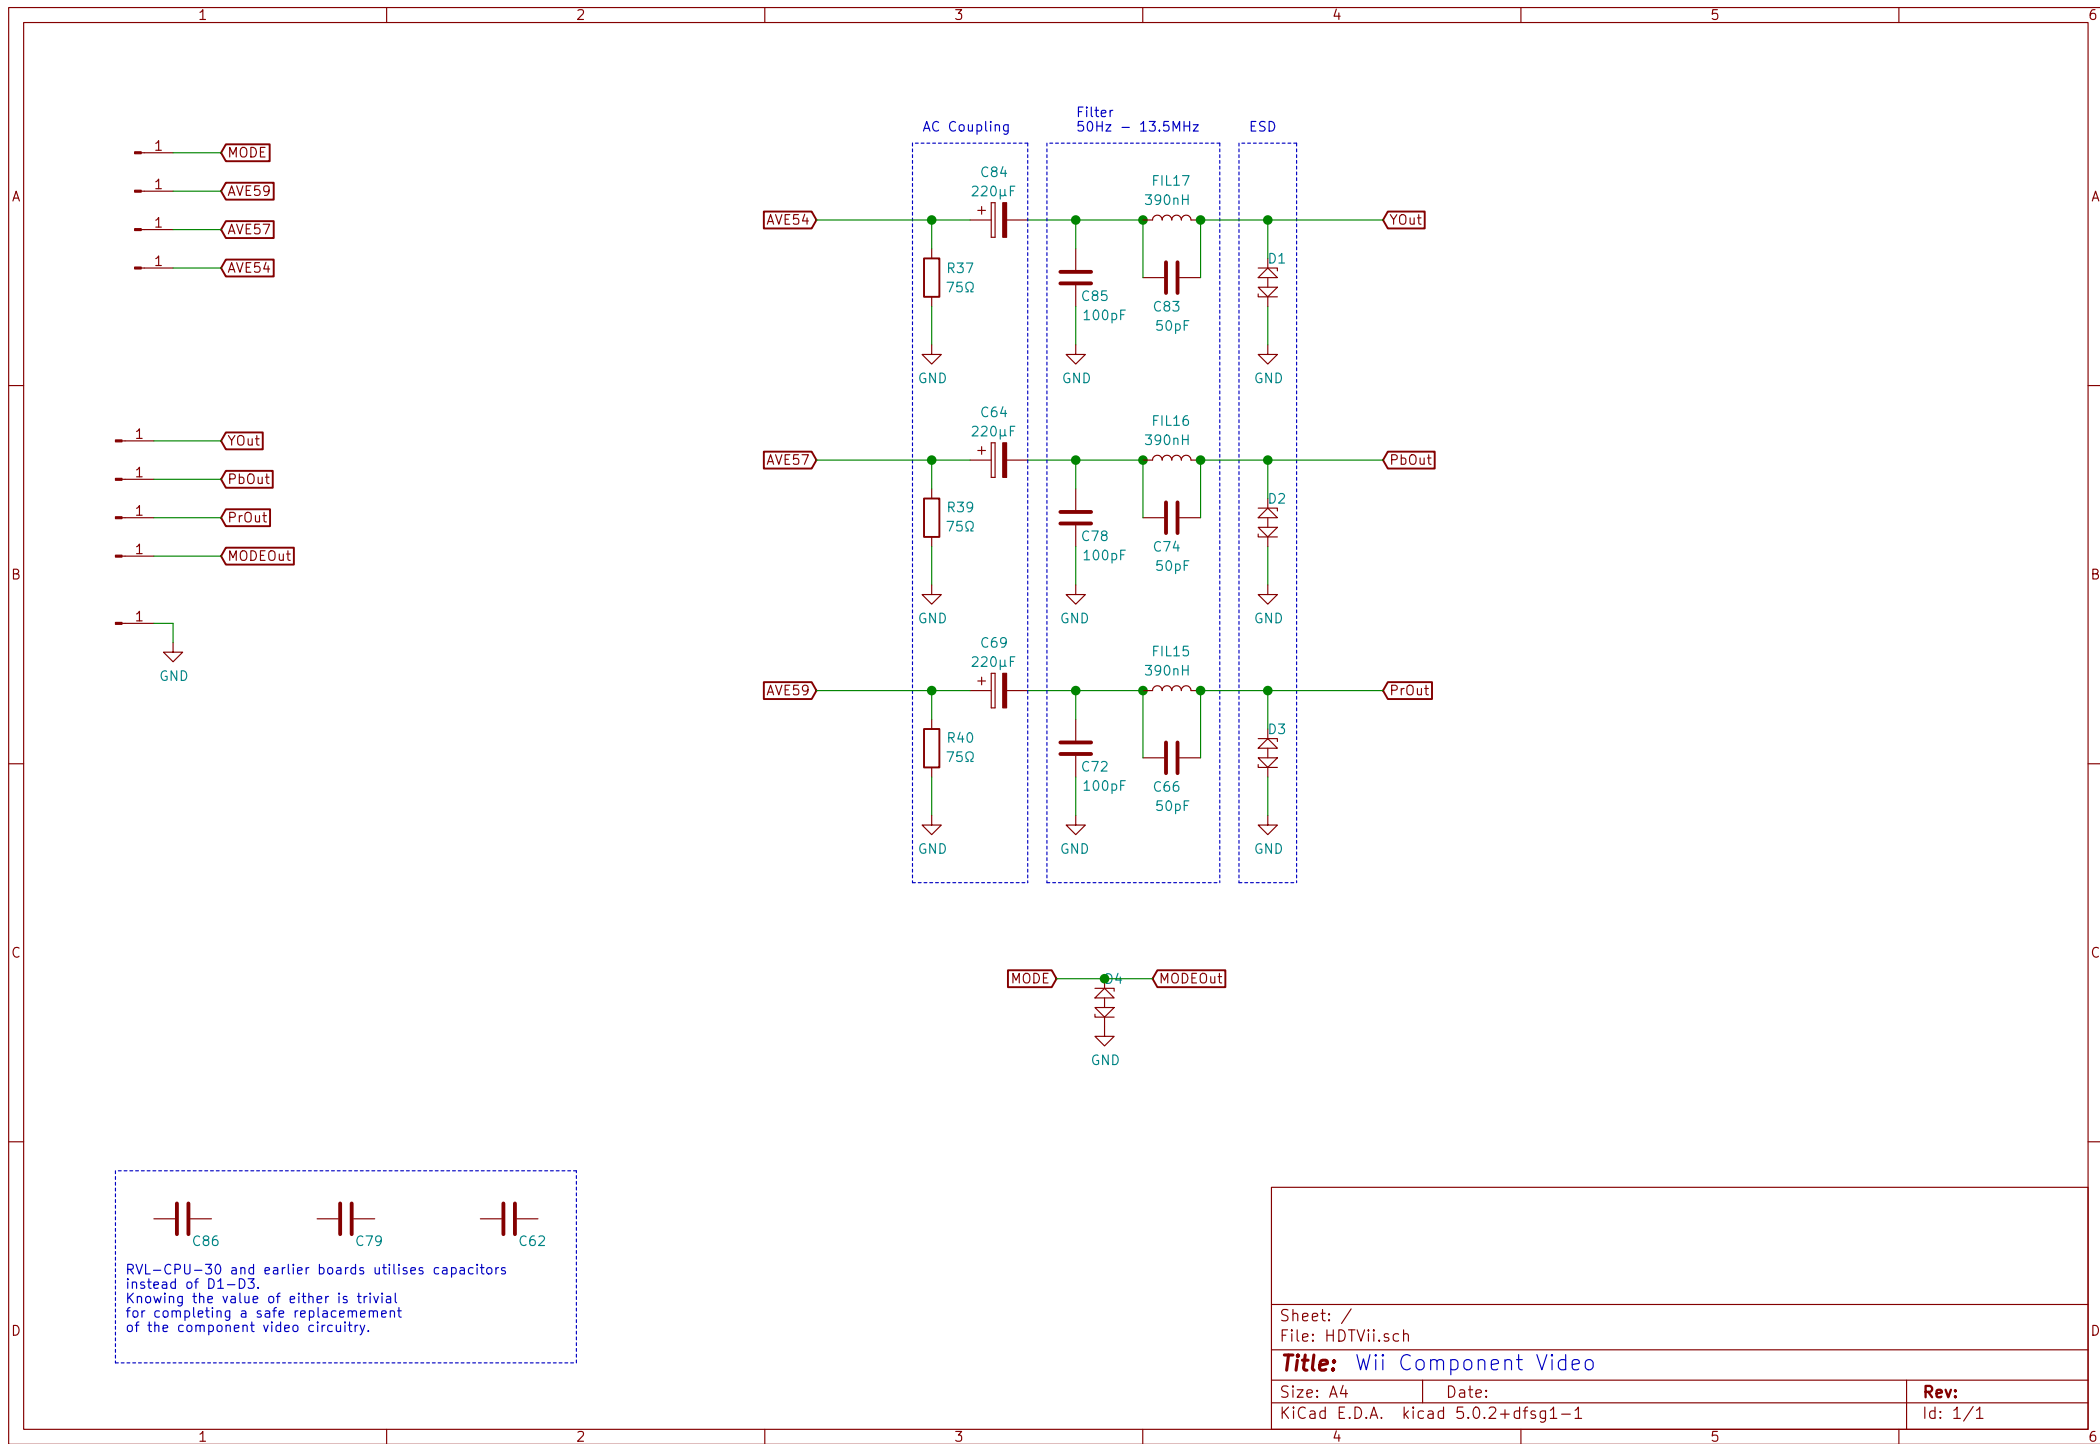 1 2 3 4 5 6
A A
B B
C C
D D
1 MODE
1 AVE59
1 AVE57
1 AVE54
1 YOut
1 PbOut
1 PrOut
1 MODEOut
1
GND
AC Coupling
Filter
50Hz - 13.5MHz
ESD
AVE54
C84
220µF
+
R37
75Ω
GND
C85
100pF
GND
FIL17
390nH
C83
50pF
D1
GND
YOut
AVE57
C64
220µF
+
R39
75Ω
GND
C78
100pF
GND
FIL16
390nH
C74
50pF
D2
GND
PbOut
AVE59
C69
220µF
+
R40
75Ω
GND
C72
100pF
GND
FIL15
390nH
C66
50pF
D3
GND
PrOut
MODE
D4
MODEOut
GND
C86
C79
C62
RVL-CPU-30 and earlier boards utilises capacitors
instead of D1-D3.
Knowing the value of either is trivial
for completing a safe replacemement
of the component video circuitry.
Sheet: /
File: HDTVii.sch
Title: Wii Component Video
Size: A4 Date: Rev:
KiCad E.D.A. kicad 5.0.2+dfsg1-1 Id: 1/1
1 2 3 4 5 6